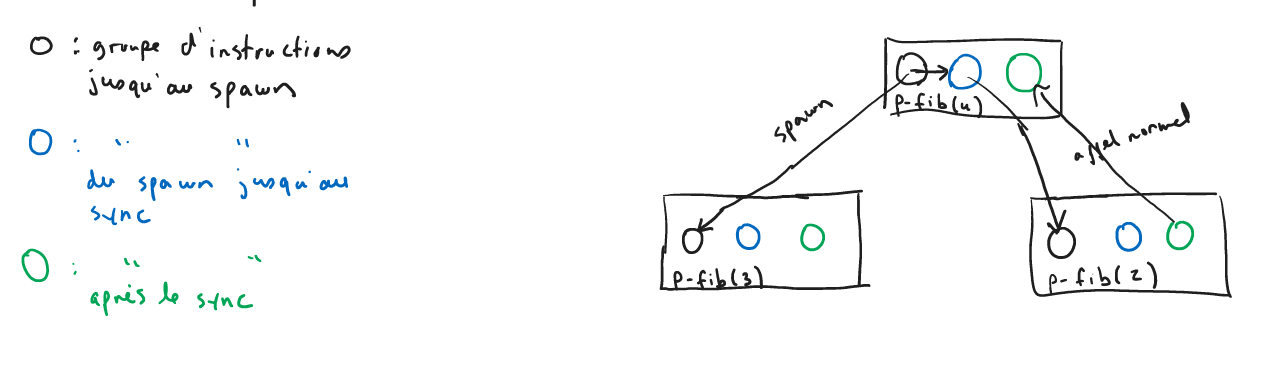 : groupe d'instructions
jusqu'au spawn
: " "
du spawn jusqu'au
sync
: " "
après le sync
p-fib(4)
spawn
appel normal
p-fib(3)
p-fib(2)